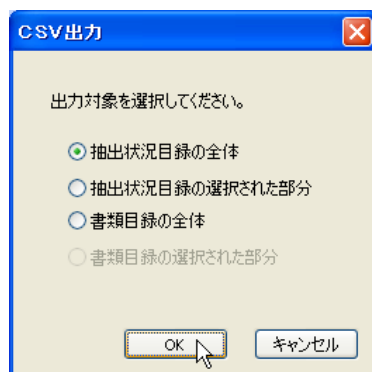 CSV出力
出力対象を選択してください。
抽出状況目録の全体
抽出状況目録の選択された部分
書類目録の全体
書類目録の選択された部分
OK
キャンセル